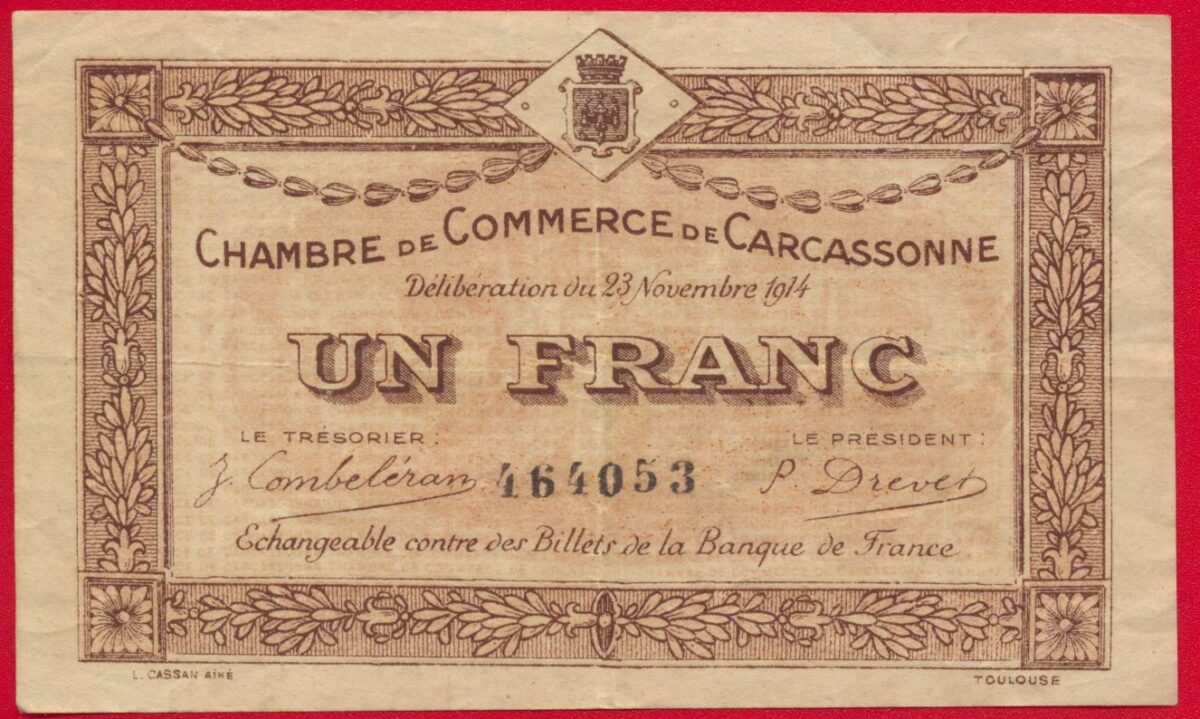 CHAMBRE DE COMMERCE DE CARCASSONNE
Délibération du 23 Novembre 1914
UN FRANC
LE TRÉSORIER : LE PRÉSIDENT :
J. Combeléran 464053 P. Drevet
Echangeable contre des Billets de la Banque de France
L. CASSAN AINÉ TOULOUSE